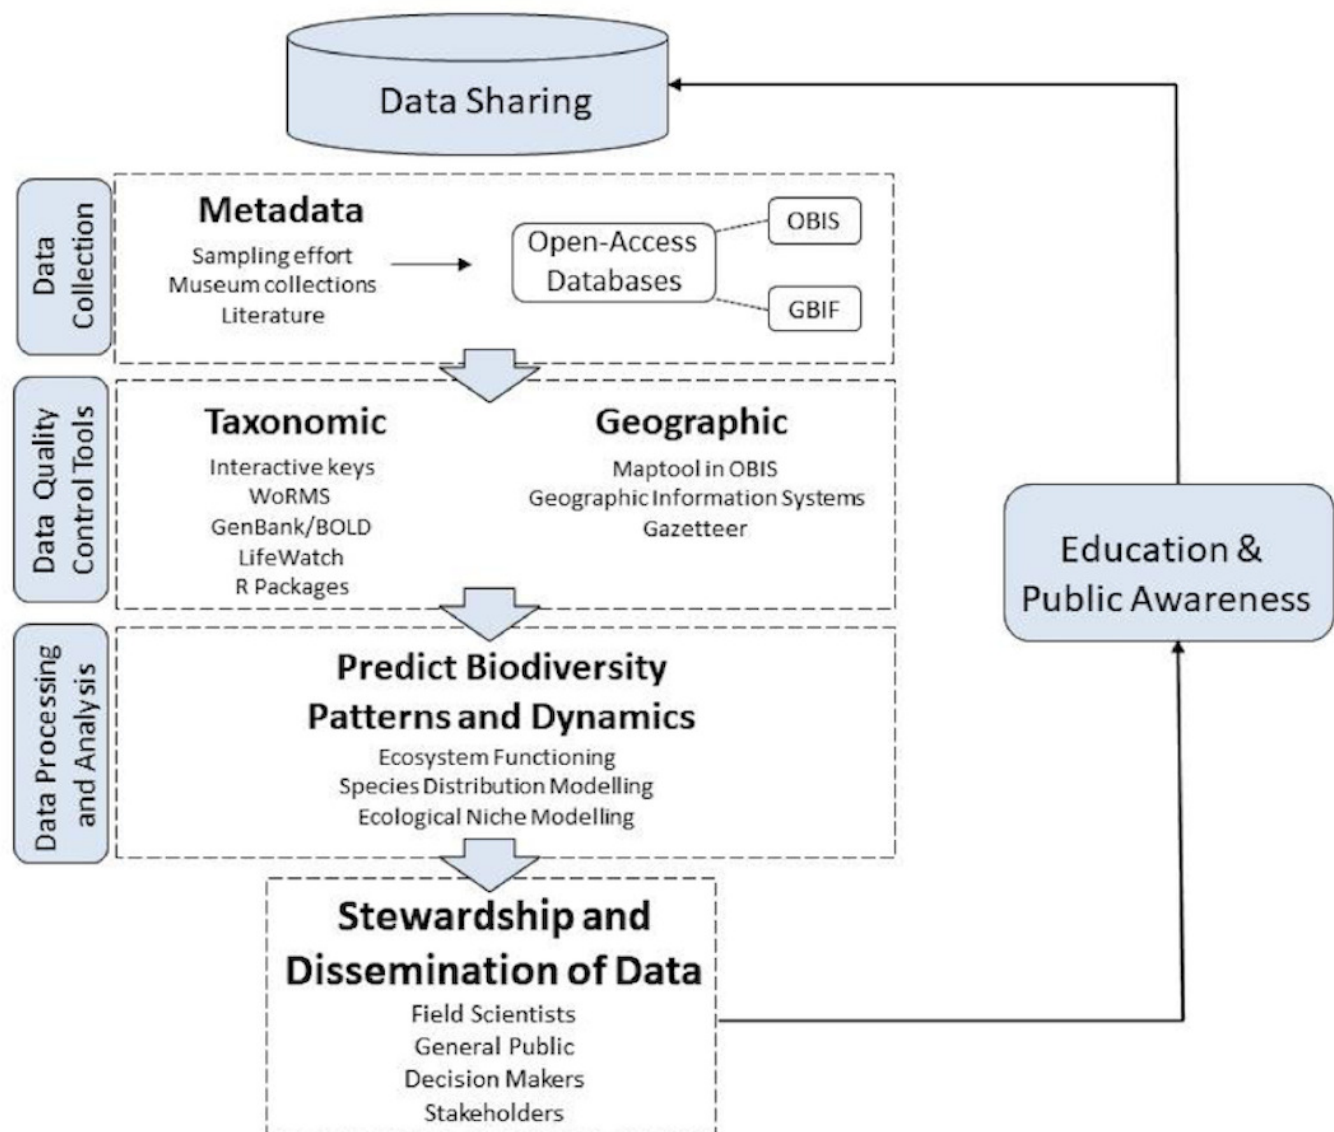 Data Sharing
Data
Collection
Metadata
Sampling effort
Museum collections
Literature
Open-Access
Databases
OBIS
GBIF
Data Quality
Control Tools
Taxonomic
Interactive keys
WoRMS
GenBank/BOLD
LifeWatch
R Packages
Geographic
Maptool in OBIS
Geographic Information Systems
Gazetteer
Education &
Public Awareness
Data Processing
and Analysis
Predict Biodiversity
Patterns and Dynamics
Ecosystem Functioning
Species Distribution Modelling
Ecological Niche Modelling
Stewardship and
Dissemination of Data
Field Scientists
General Public
Decision Makers
Stakeholders